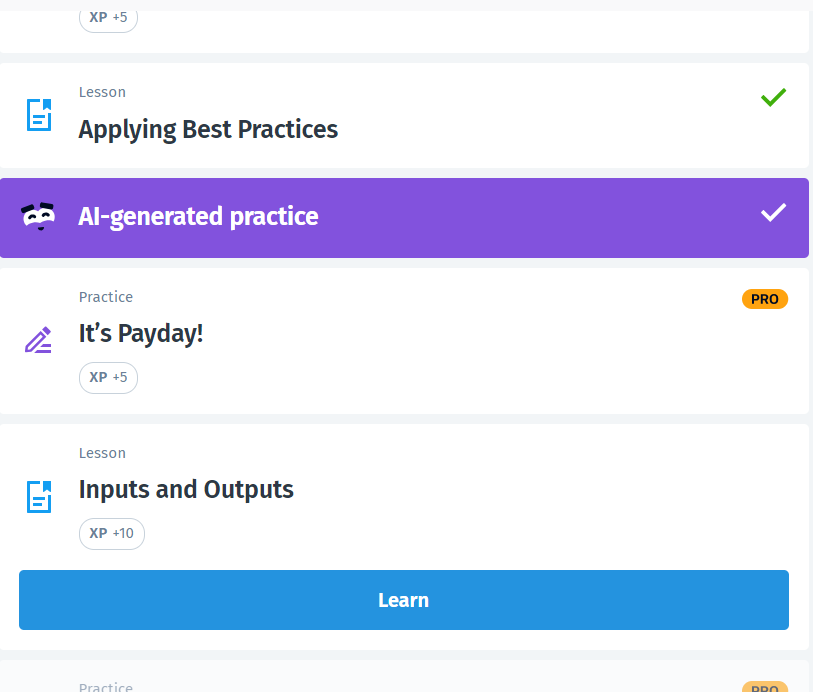 XP +5
Lesson
Applying Best Practices
AI-generated practice
Practice
PRO
It's Payday!
XP +5
Lesson
Inputs and Outputs
XP +10
Learn
Practice
PRO